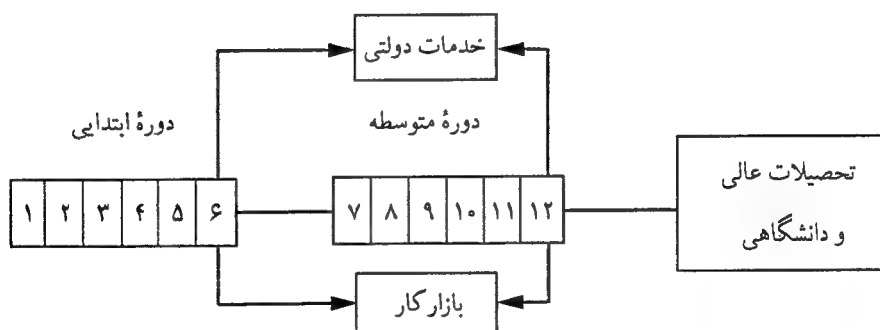 خدمات دولتی
دورهٔ ابتدایی
دورهٔ متوسطه
تحصیلات عالی
و دانشگاهی
۱ ۲ ۳ ۴ ۵ ۶
۷ ۸ ۹ ۱۰ ۱۱ ۱۲
بازار کار